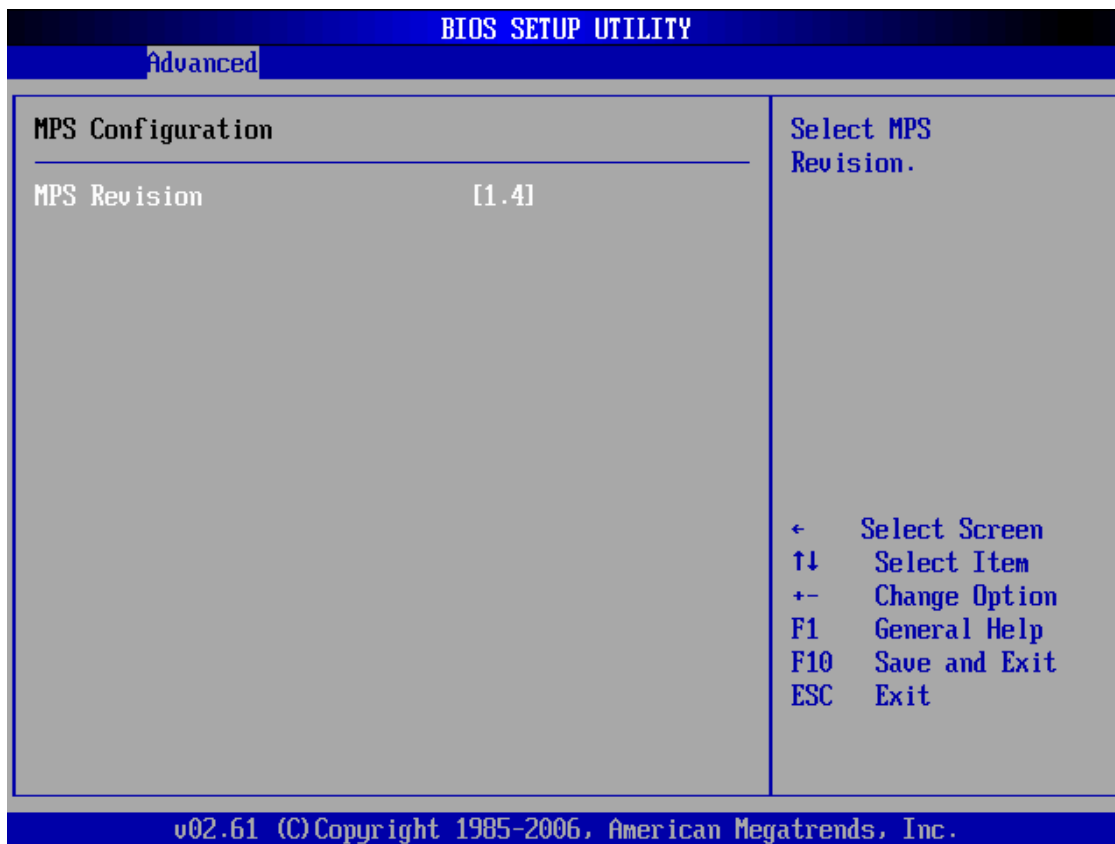 BIOS SETUP UTILITY
Advanced
MPS Configuration
MPS Revision [1.4]
Select MPS
Revision.
← Select Screen
↑↓ Select Item
+- Change Option
F1 General Help
F10 Save and Exit
ESC Exit
v02.61 (C)Copyright 1985-2006, American Megatrends, Inc.